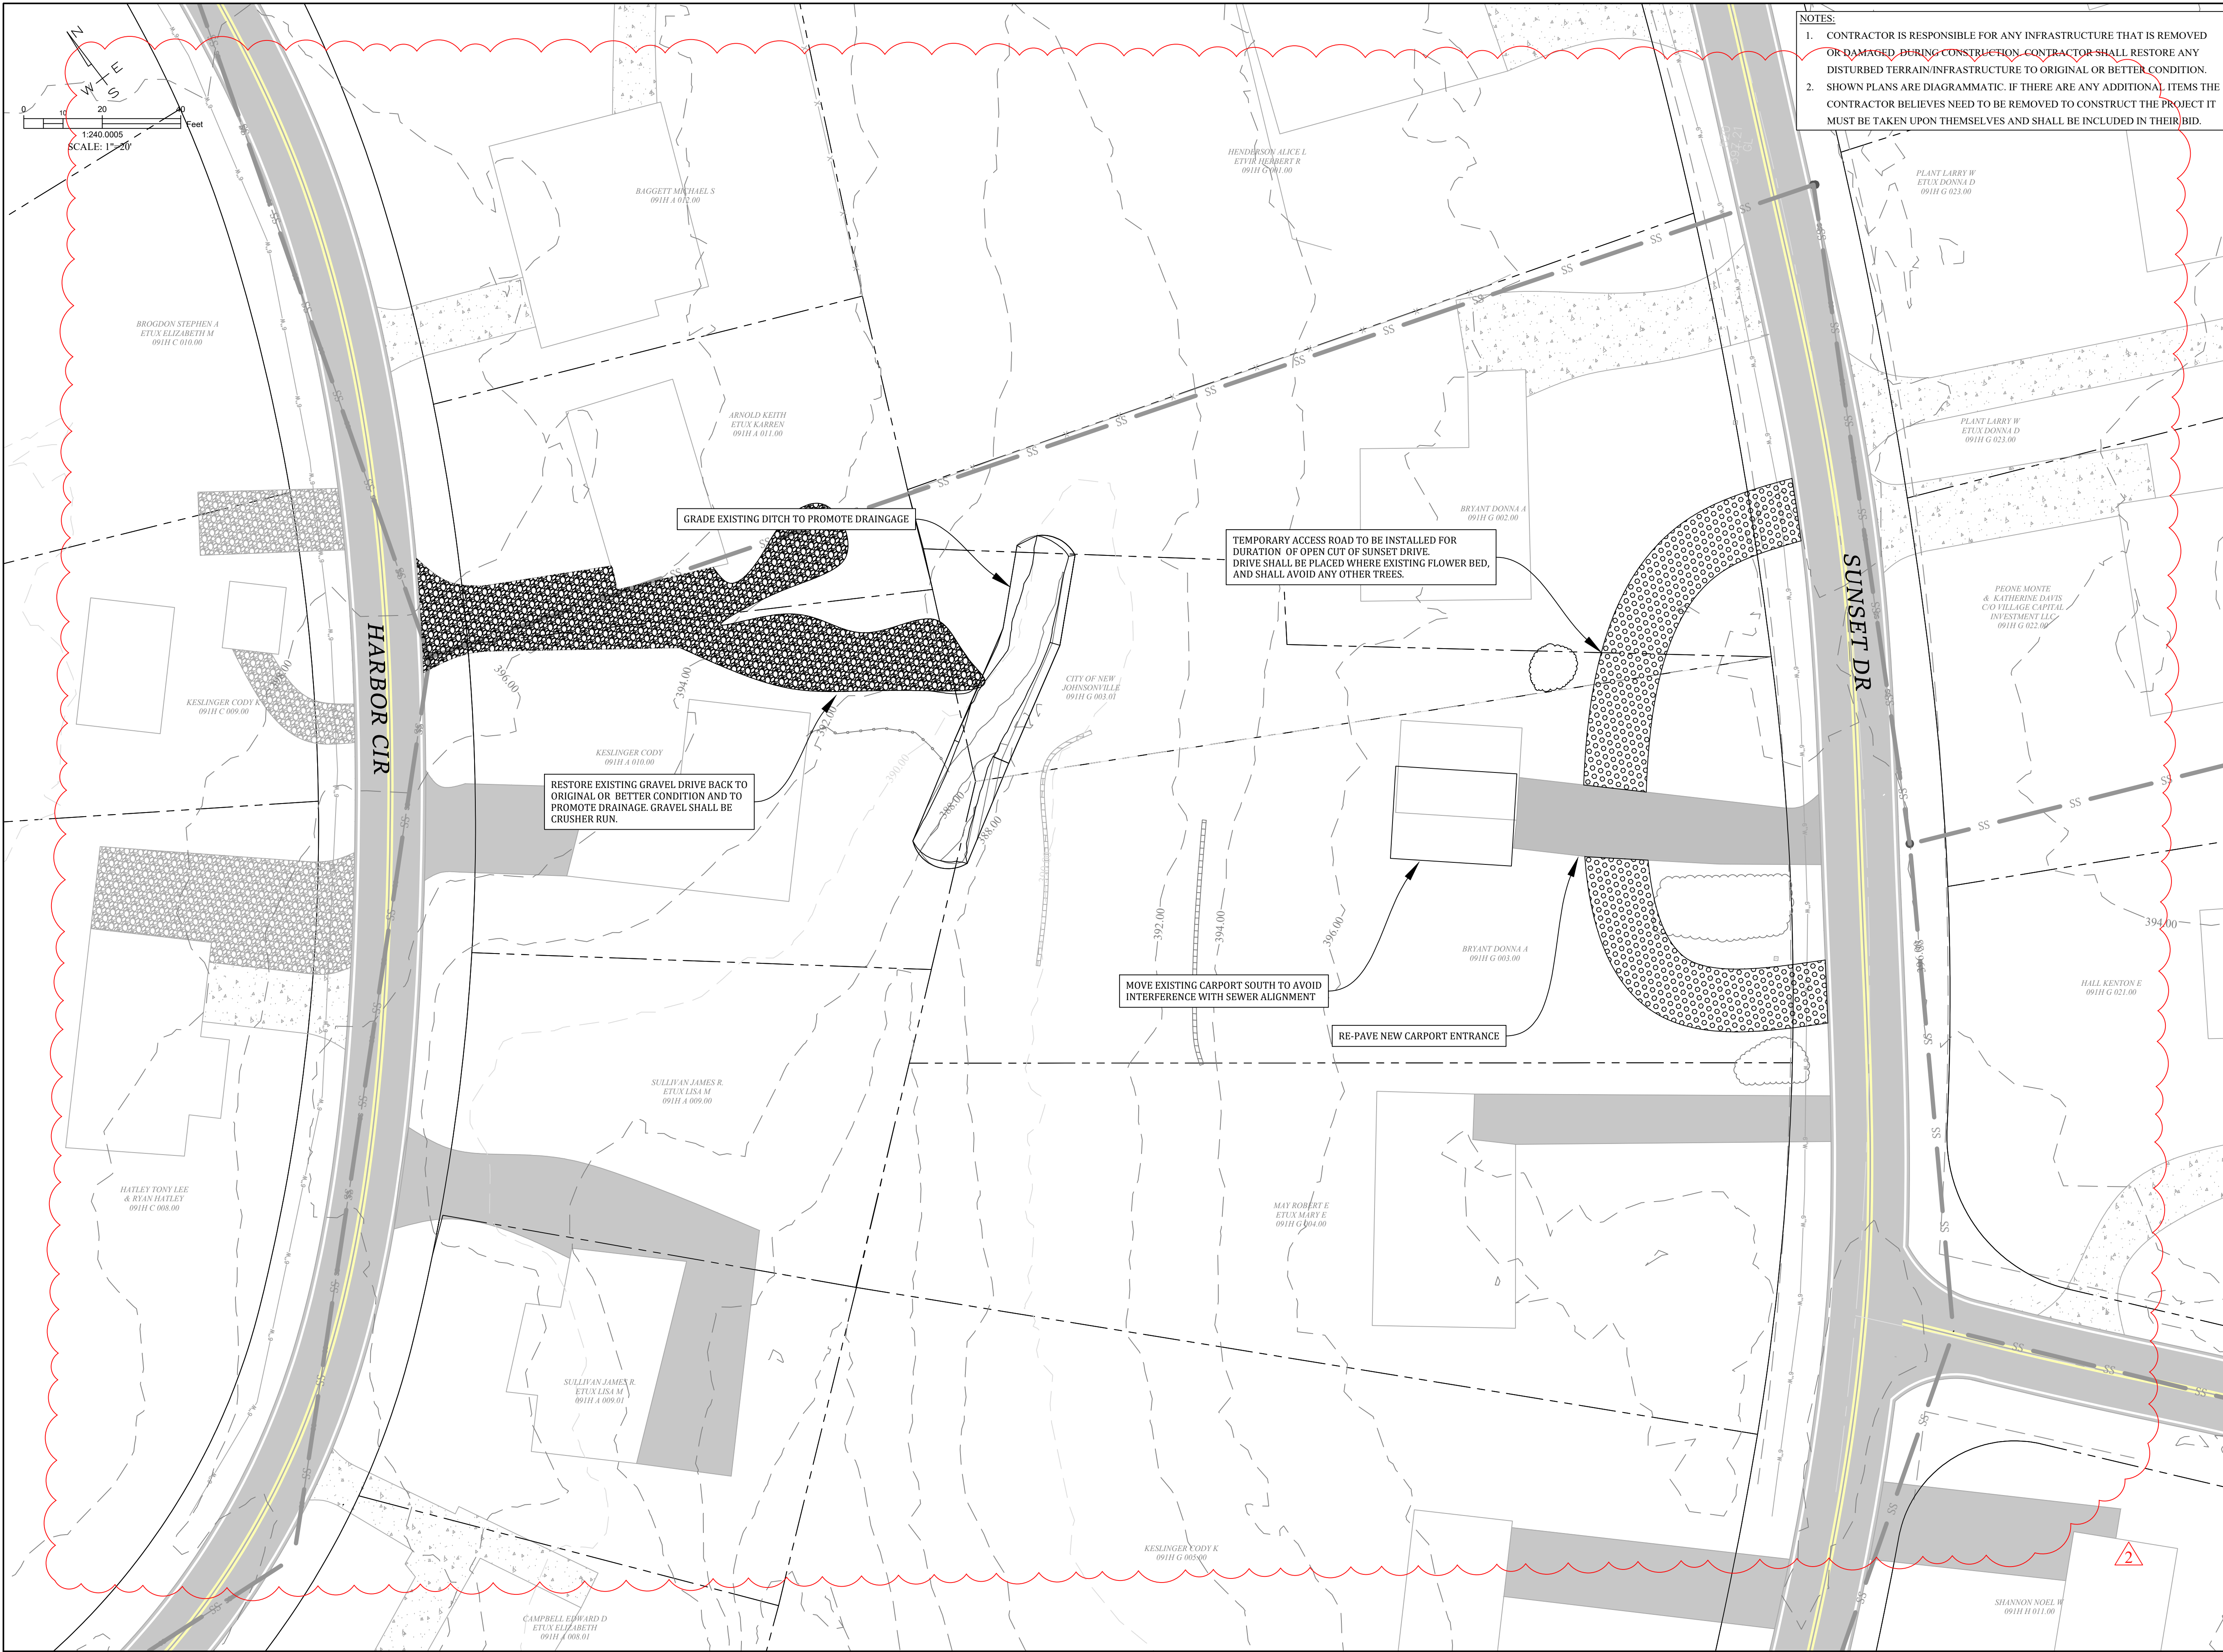 NOTES:
1. CONTRACTOR IS RESPONSIBLE FOR ANY INFRASTRUCTURE THAT IS REMOVED
OR DAMAGED DURING CONSTRUCTION. CONTRACTOR SHALL RESTORE ANY
DISTURBED TERRAIN/INFRASTRUCTURE TO ORIGINAL OR BETTER CONDITION.
2. SHOWN PLANS ARE DIAGRAMMATIC. IF THERE ARE ANY ADDITIONAL ITEMS THE
CONTRACTOR BELIEVES NEED TO BE REMOVED TO CONSTRUCT THE PROJECT IT
MUST BE TAKEN UPON THEMSELVES AND SHALL BE INCLUDED IN THEIR BID.
N
E
W
S
0 10 20 40
Feet
1:240.0005
SCALE: 1"=20'
HENDERSON ALICE L
ETVIR HERBERT R
091H G 001.00
BAGGETT MICHAEL S
091H A 012.00
PLANT LARRY W
ETUX DONNA D
091H G 023.00
BROGDON STEPHEN A
ETUX ELIZABETH M
091H C 010.00
ARNOLD KEITH
ETUX KARREN
091H A 011.00
PLANT LARRY W
ETUX DONNA D
091H G 023.00
GRADE EXISTING DITCH TO PROMOTE DRAINGAGE
BRYANT DONNA A
091H G 002.00
TEMPORARY ACCESS ROAD TO BE INSTALLED FOR
DURATION OF OPEN CUT OF SUNSET DRIVE.
DRIVE SHALL BE PLACED WHERE EXISTING FLOWER BED,
AND SHALL AVOID ANY OTHER TREES.
SUNSET DR
HARBOR CIR
PEONE MONTE
& KATHERINE DAVIS
C/O VILLAGE CAPITAL
INVESTMENT LLC
091H G 022.00
KESLINGER CODY K
091H C 009.00
396.00
394.00
392.00
CITY OF NEW
JOHNSONVILLE
091H G 003.01
KESLINGER CODY
091H A 010.00
390.00
388.00
388.00
RESTORE EXISTING GRAVEL DRIVE BACK TO
ORIGINAL OR BETTER CONDITION AND TO
PROMOTE DRAINAGE. GRAVEL SHALL BE
CRUSHER RUN.
392.00
394.00
396.00
394.00
BRYANT DONNA A
091H G 003.00
MOVE EXISTING CARPORT SOUTH TO AVOID
INTERFERENCE WITH SEWER ALIGNMENT
HALL KENTON E
091H G 021.00
RE-PAVE NEW CARPORT ENTRANCE
SULLIVAN JAMES R.
ETUX LISA M
091H A 009.00
HATLEY TONY LEE
& RYAN HATLEY
091H C 008.00
MAY ROBERT E
ETUX MARY E
091H G 004.00
SULLIVAN JAMES R.
ETUX LISA M
091H A 009.01
KESLINGER CODY K
091H G 005.00
2
CAMPBELL EDWARD D
ETUX ELIZABETH
091H A 008.01
SHANNON NOEL W
091H H 011.00